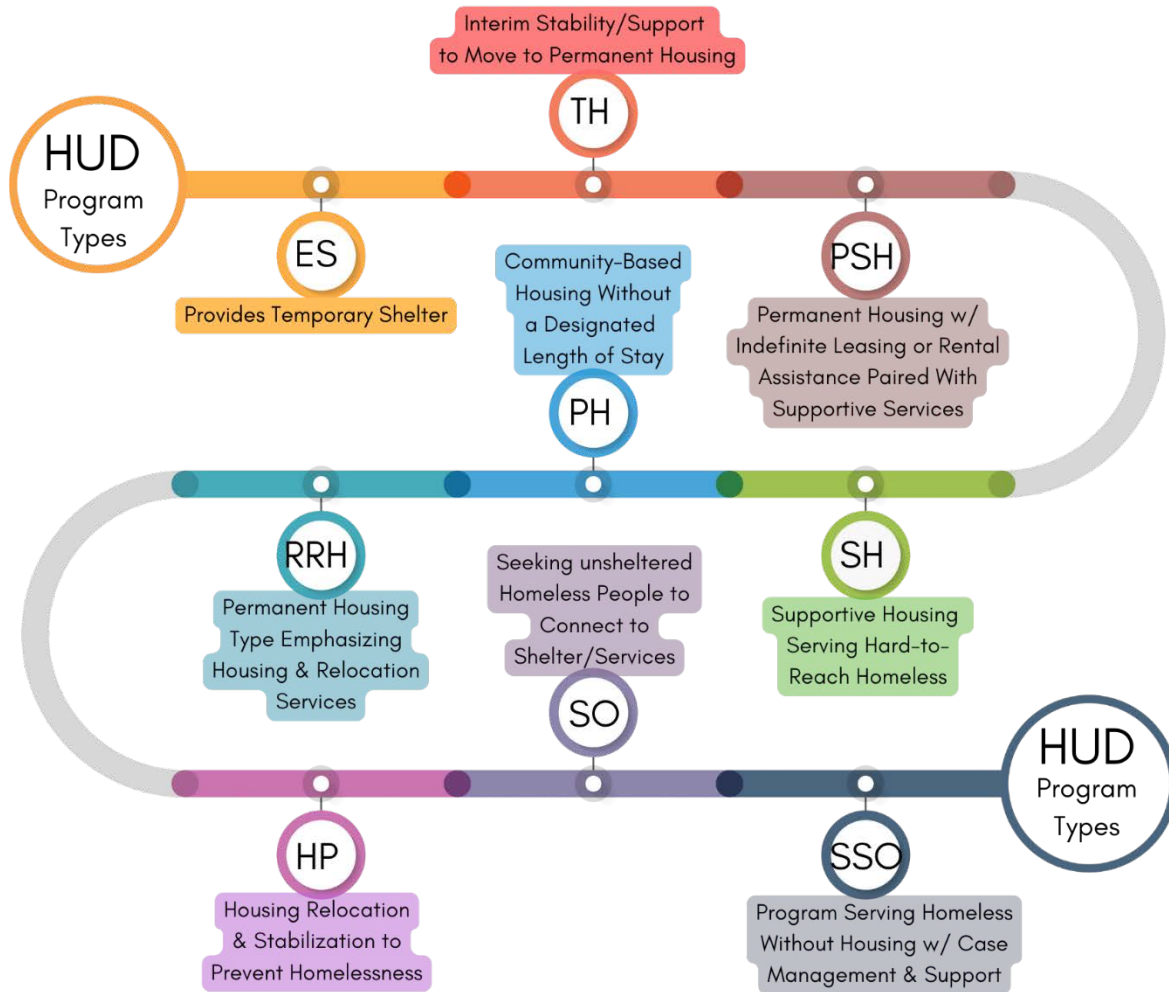 Interim Stability/Support
to Move to Permanent Housing
TH
HUD
Program
Types
ES
Provides Temporary Shelter
PSH
Permanent Housing w/
Indefinite Leasing or Rental
Assistance Paired With
Supportive Services
Community-Based
Housing Without
a Designated
Length of Stay
PH
SH
Supportive Housing
Serving Hard-to-
Reach Homeless
RRH
Permanent Housing
Type Emphasizing
Housing & Relocation
Services
Seeking unsheltered
Homeless People to
Connect to
Shelter/Services
SO
HP
Housing Relocation
& Stabilization to
Prevent Homelessness
SSO
Program Serving Homeless
Without Housing w/ Case
Management & Support
HUD
Program
Types